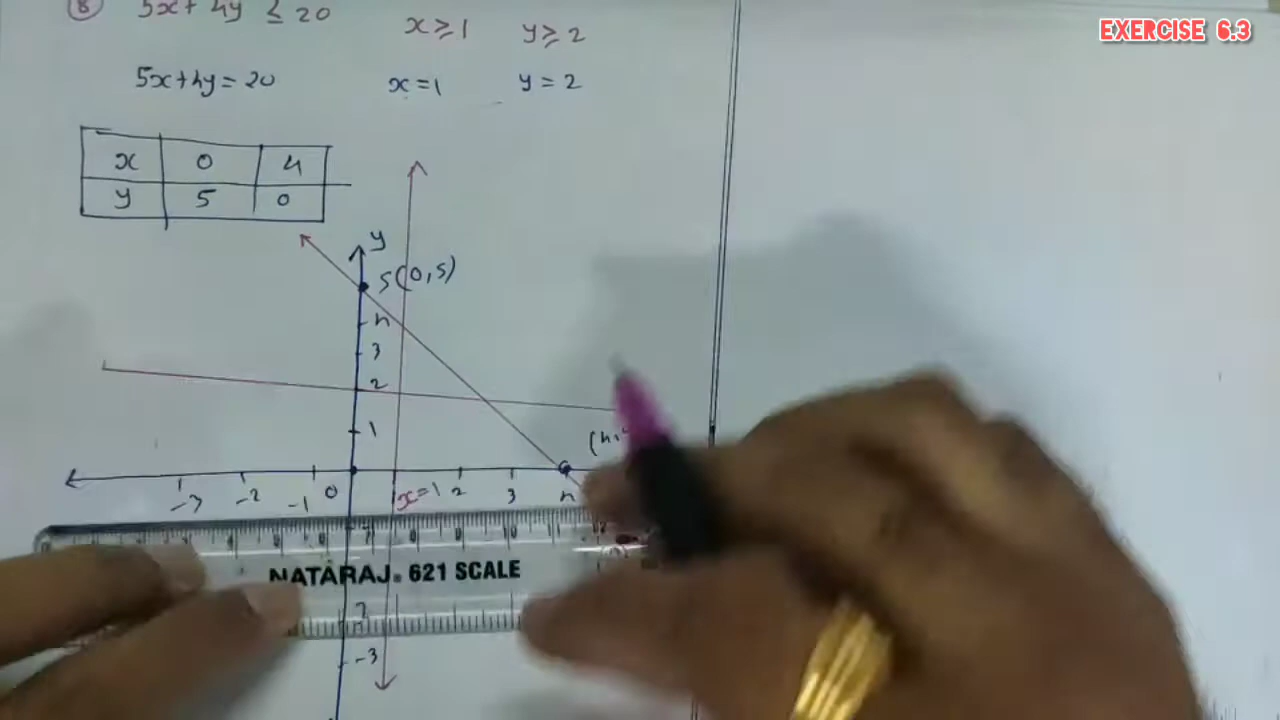 EXERCISE 6.3
8 5x + 4y ≤ 20 x ≥ 1 y ≥ 2
5x + 4y = 20 x = 1 y = 2
x 0 4
y 5 0
y
5 (0,5)
4
3
2
1
-3 -2 -1 0 x=1 2 3 4
NATARAJ. 621 SCALE
-3